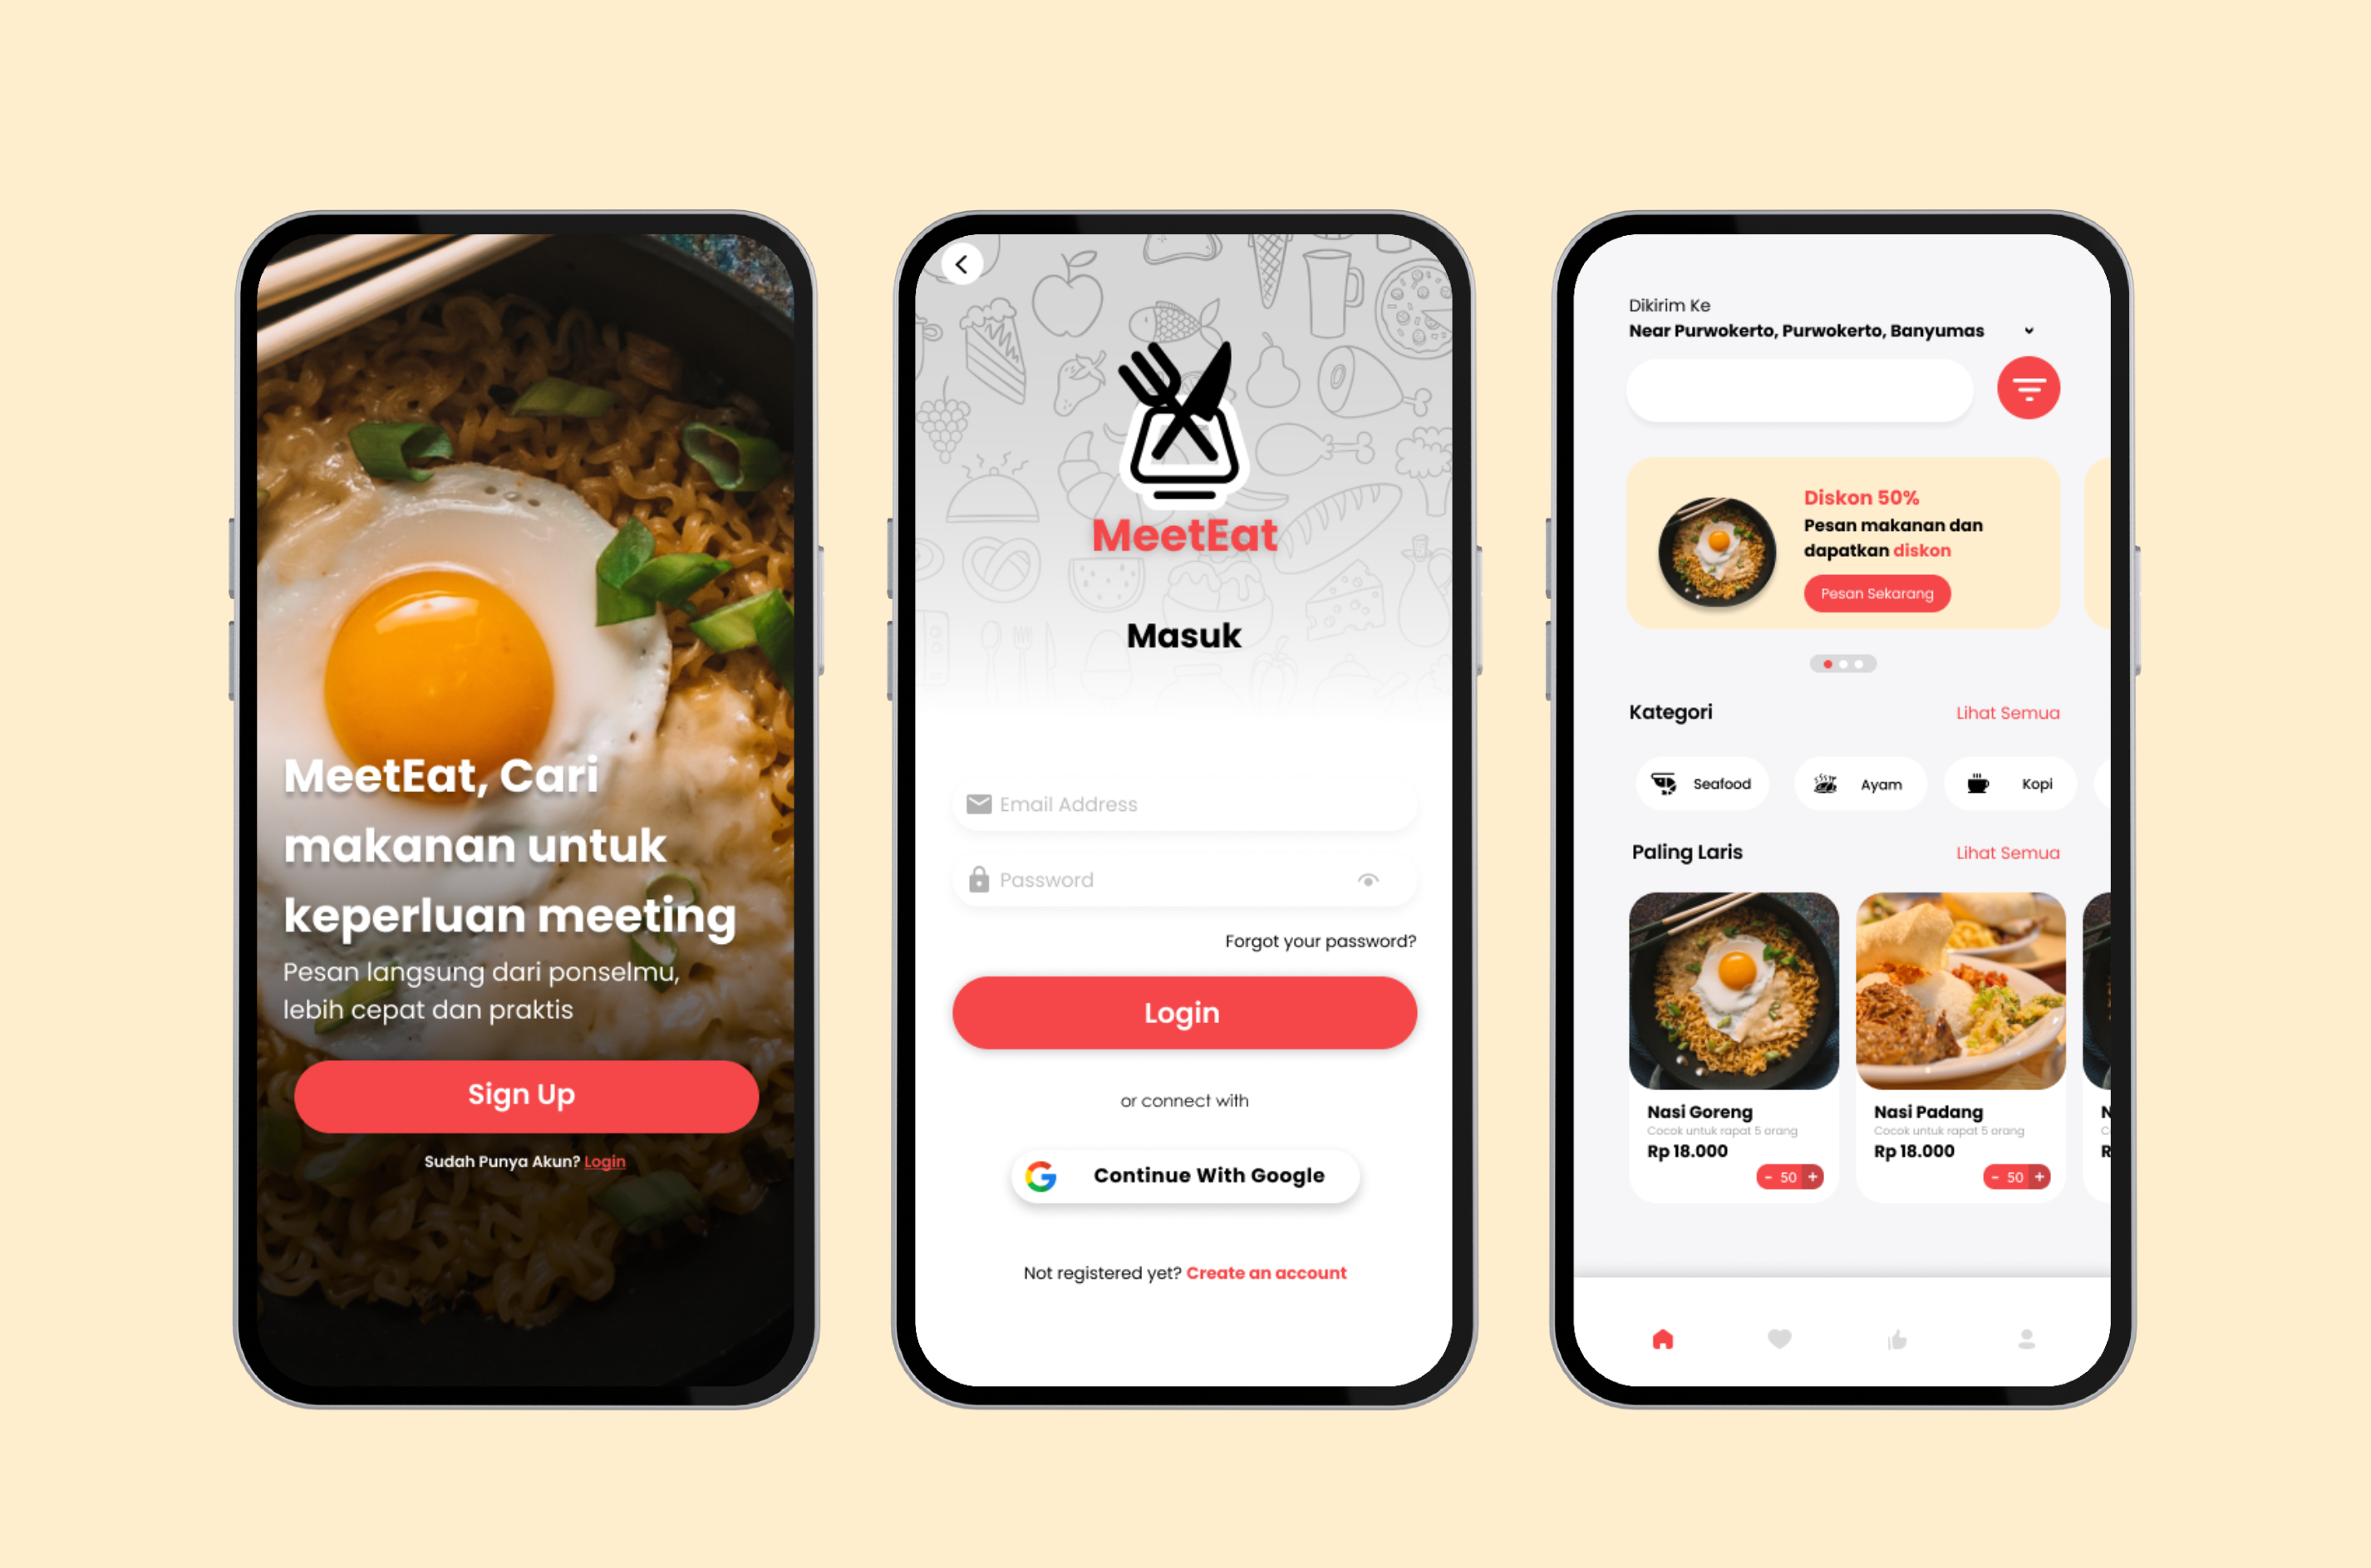 MeetEat, Cari
makanan untuk
keperluan meeting
Pesan langsung dari ponselmu,
lebih cepat dan praktis
Sign Up
Sudah Punya Akun? Login
MeetEat
Masuk
Email Address
Password
Forgot your password?
Login
or connect with
Continue With Google
Not registered yet? Create an account
Dikirim Ke
Near Purwokerto, Purwokerto, Banyumas
Diskon 50%
Pesan makanan dan
dapatkan diskon
Pesan Sekarang
Kategori Lihat Semua
Seafood Ayam Kopi
Paling Laris Lihat Semua
Nasi Goreng
Cocok untuk rapat 5 orang
Rp 18.000
- 50 +
Nasi Padang
Cocok untuk rapat 5 orang
Rp 18.000
- 50 +